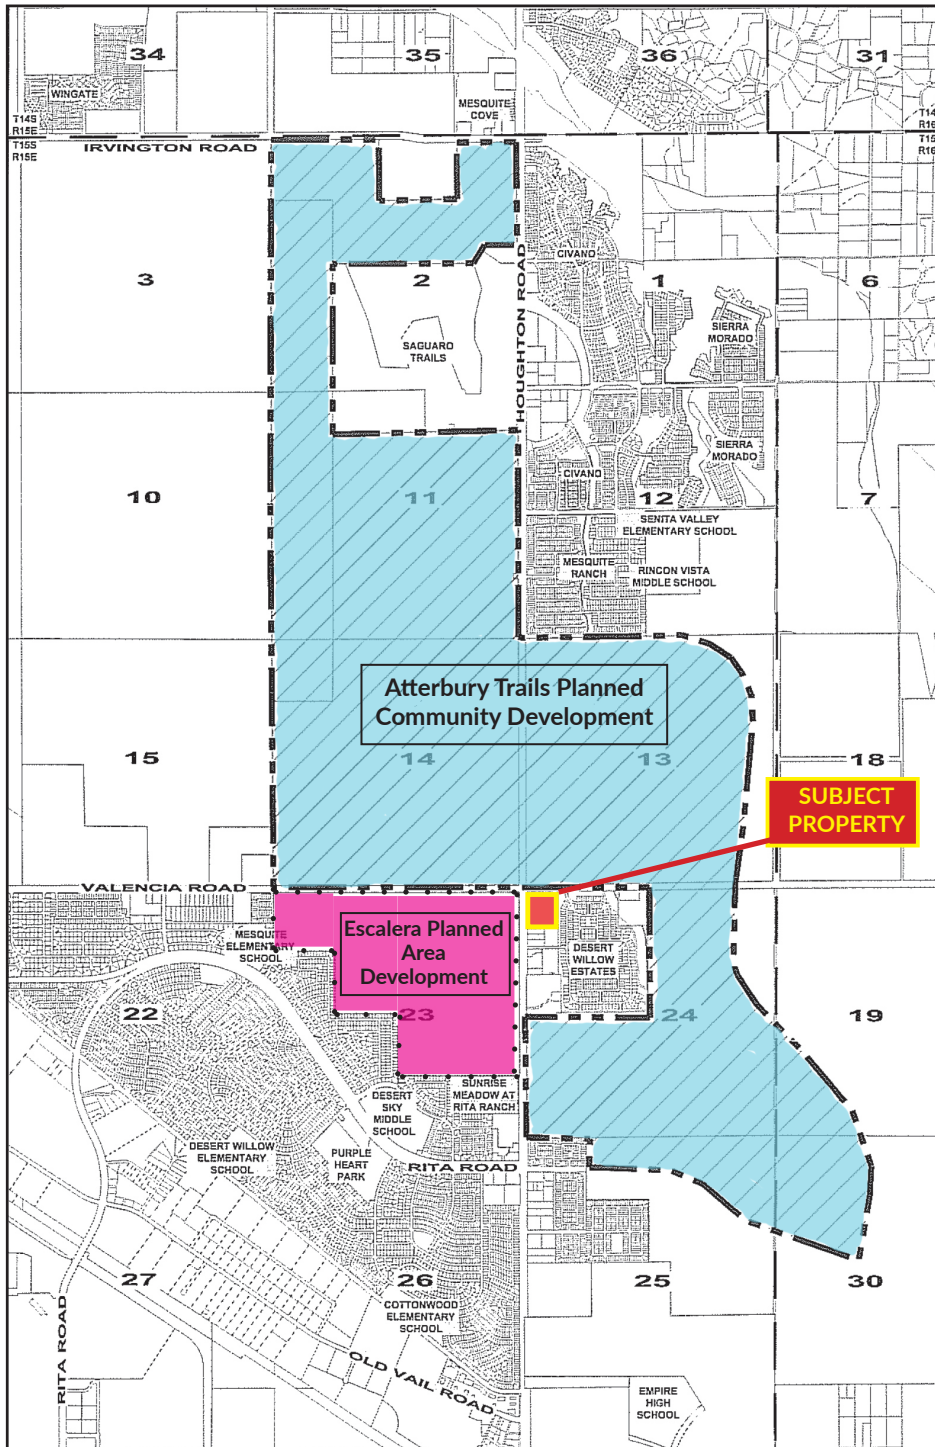 34
35
36
31
WINGATE
MESQUITE
COVE
T14S
R15E
T14
R16
T15S
R15E
T15
R16
IRVINGTON ROAD
3
2
1
6
CIVANO
HOUGHTON ROAD
SAGUARO
TRAILS
SIERRA
MORADO
SIERRA
MORADO
CIVANO
10
11
12
7
SENITA VALLEY
ELEMENTARY SCHOOL
MESQUITE
RANCH
RINCON VISTA
MIDDLE SCHOOL
Atterbury Trails Planned
Community Development
15
14
13
18
SUBJECT
PROPERTY
VALENCIA ROAD
MESQUITE
ELEMENTARY
SCHOOL
Escalera Planned
Area
Development
DESERT
WILLOW
ESTATES
22
23
24
19
SUNRISE
MEADOW AT
RITA RANCH
DESERT
SKY
MIDDLE
SCHOOL
DESERT WILLOW
ELEMENTARY
SCHOOL
PURPLE
HEART
PARK
RITA ROAD
27
26
25
30
COTTONWOOD
ELEMENTARY
SCHOOL
RITA ROAD
OLD VAIL ROAD
EMPIRE
HIGH
SCHOOL